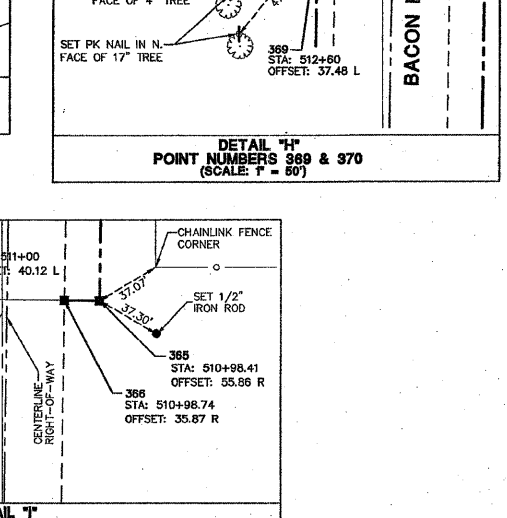 FACE OF 4" TREE
SET PK NAIL IN N.
FACE OF 17" TREE
369
STA: 512+60
OFFSET: 37.48 L
BACON
DETAIL "H"
POINT NUMBERS 369 & 370
(SCALE: 1" = 50')
CHAINLINK FENCE
CORNER
511+00
40.12 L
37.07'
37.30'
SET 1/2"
IRON ROD
365
STA: 510+98.41
OFFSET: 55.86 R
366
STA: 510+98.74
OFFSET: 35.87 R
CENTERLINE
RIGHT-OF-WAY